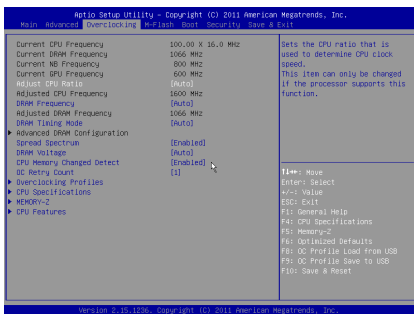 Aptio Setup Utility - Copyright (C) 2011 American Megatrends, Inc.
Main Advanced Overclocking M-Flash Boot Security Save & Exit
Current CPU Frequency 100.00 X 16.0 MHz
Current DRAM Frequency 1066 MHz
Current NB Frequency 800 MHz
Current GPU Frequency 600 MHz
Adjust CPU Ratio [Auto]
Adjusted CPU Frequency 1600 MHz
DRAM Frequency [Auto]
Adjusted DRAM Frequency 1066 MHz
DRAM Timing Mode [Auto]
Advanced DRAM Configuration
Spread Spectrum [Enabled]
DRAM Voltage [Auto]
CPU Memory Changed Detect [Enabled]
OC Retry Count [1]
Overclocking Profiles
CPU Specifications
MEMORY-Z
CPU Features
Sets the CPU ratio that is
used to determine CPU clock
speed.
This item can only be changed
if the processor supports this
function.
↑↓←→: Move
Enter: Select
+/-: Value
ESC: Exit
F1: General Help
F4: CPU Specifications
F5: Memory-Z
F6: Optimized Defaults
F8: OC Profile Load from USB
F9: OC Profile Save to USB
F10: Save & Reset
Version 2.15.1236. Copyright (C) 2011 American Megatrends, Inc.